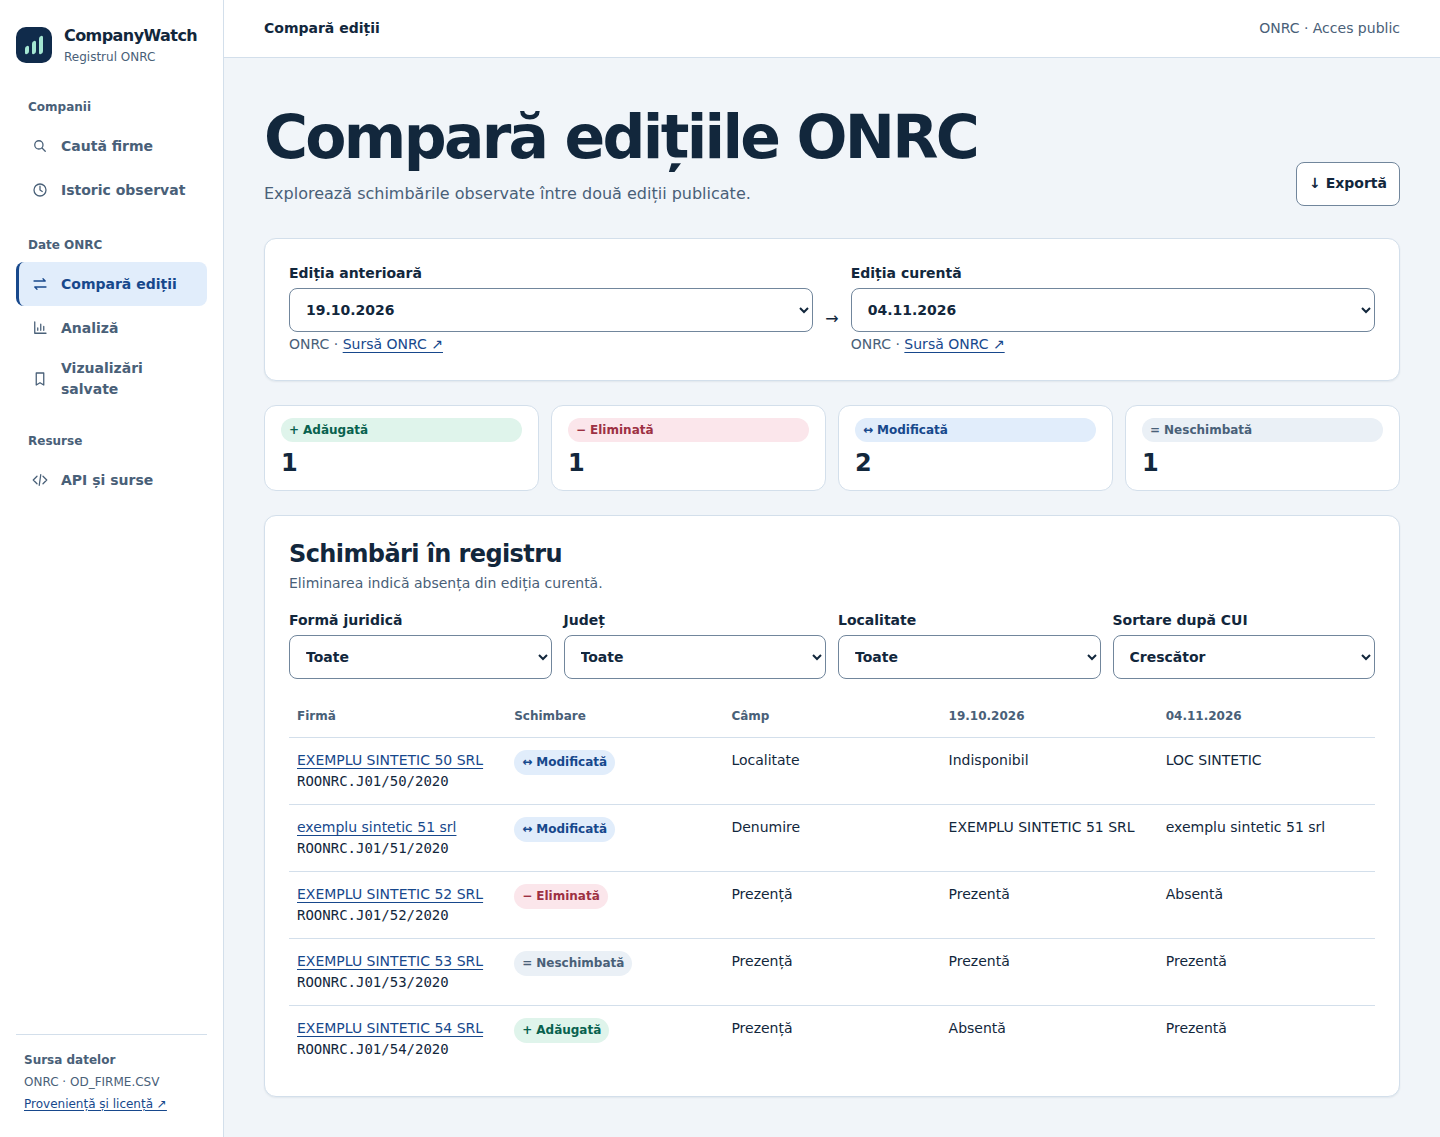 CompanyWatch
Registrul ONRC
Companii
Caută firme
Istoric observat
Date ONRC
Compară ediții
Analiză
Vizualizări
salvate
Resurse
API și surse
Sursa datelor
ONRC · OD_FIRME.CSV
Proveniență și licență ↗
Compară ediții
ONRC · Acces public
Compară edițiile ONRC
Explorează schimbările observate între două ediții publicate.
↓ Exportă
Ediția anterioară
19.10.2026
ONRC · Sursă ONRC ↗
→
Ediția curentă
04.11.2026
ONRC · Sursă ONRC ↗
+ Adăugată
1
− Eliminată
1
↔ Modificată
2
= Neschimbată
1
Schimbări în registru
Eliminarea indică absența din ediția curentă.
Formă juridică
Toate
Județ
Toate
Localitate
Toate
Sortare după CUI
Crescător
Firmă Schimbare Câmp 19.10.2026 04.11.2026
EXEMPLU SINTETIC 50 SRL ↔ Modificată Localitate Indisponibil LOC SINTETIC
ROONRC.J01/50/2020
exemplu sintetic 51 srl ↔ Modificată Denumire EXEMPLU SINTETIC 51 SRL exemplu sintetic 51 srl
ROONRC.J01/51/2020
EXEMPLU SINTETIC 52 SRL − Eliminată Prezență Prezentă Absentă
ROONRC.J01/52/2020
EXEMPLU SINTETIC 53 SRL = Neschimbată Prezență Prezentă Prezentă
ROONRC.J01/53/2020
EXEMPLU SINTETIC 54 SRL + Adăugată Prezență Absentă Prezentă
ROONRC.J01/54/2020